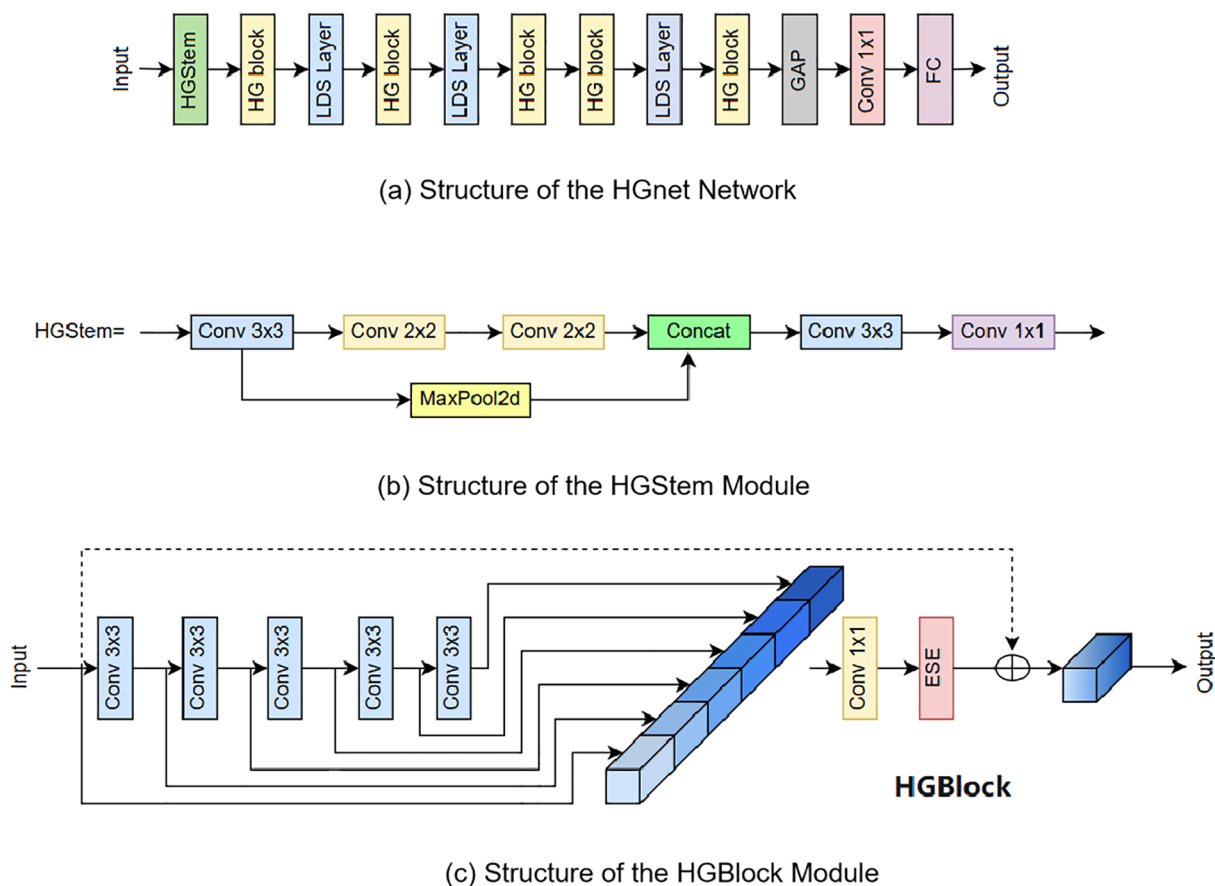 Input
HGStem
HG block
LDS Layer
HG block
LDS Layer
HG block
HG block
LDS Layer
HG block
GAP
Conv 1x1
FC
Output
(a) Structure of the HGnet Network
HGStem=
Conv 3x3
Conv 2x2
Conv 2x2
Concat
Conv 3x3
Conv 1x1
MaxPool2d
(b) Structure of the HGStem Module
Input
Conv 3x3
Conv 3x3
Conv 3x3
Conv 3x3
Conv 3x3
Conv 1x1
ESE
Output
HGBlock
(c) Structure of the HGBlock Module